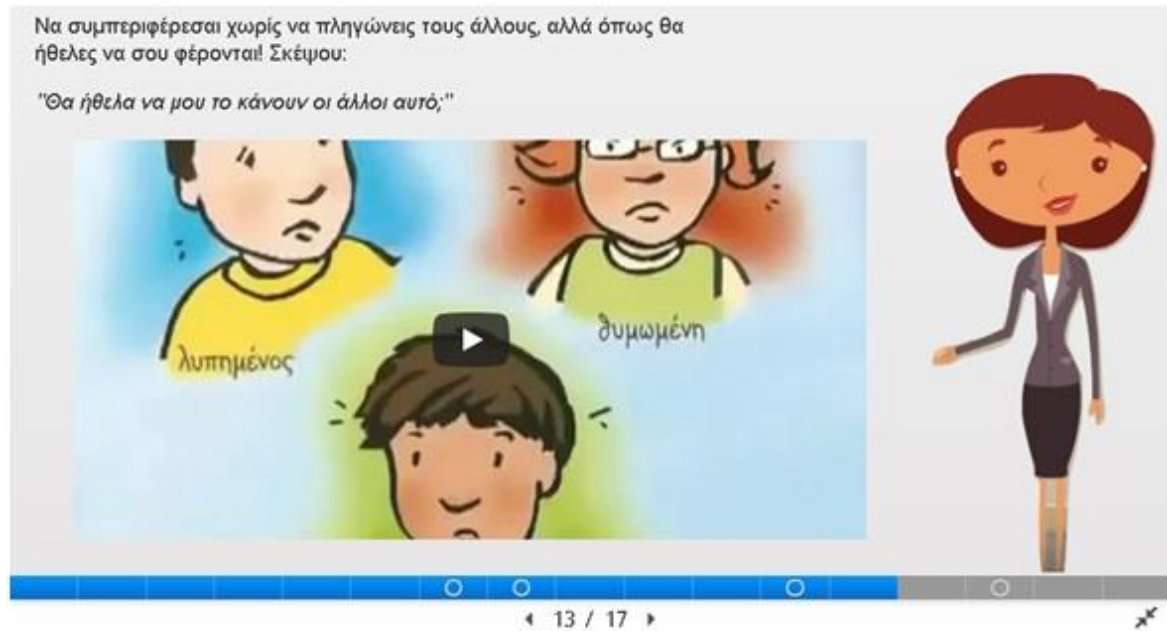 Να συμπεριφέρεσαι χωρίς να πληγώνεις τους άλλους, αλλά όπως θα
ήθελες να σου φέρονται! Σκέψου:
"Θα ήθελα να μου το κάνουν οι άλλοι αυτό;"
λυπημένος
θυμωμένη
13 / 17